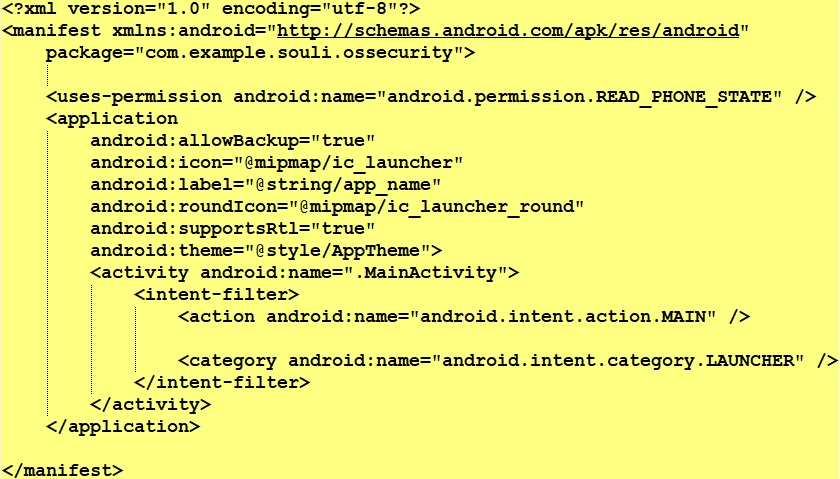 <?xml version="1.0" encoding="utf-8"?>
<manifest xmlns:android="http://schemas.android.com/apk/res/android"
    package="com.example.souli.ossecurity">

    <uses-permission android:name="android.permission.READ_PHONE_STATE" />
    <application
        android:allowBackup="true"
        android:icon="@mipmap/ic_launcher"
        android:label="@string/app_name"
        android:roundIcon="@mipmap/ic_launcher_round"
        android:supportsRtl="true"
        android:theme="@style/AppTheme">
        <activity android:name=".MainActivity">
            <intent-filter>
                <action android:name="android.intent.action.MAIN" />

                <category android:name="android.intent.category.LAUNCHER" />
            </intent-filter>
        </activity>
    </application>

</manifest>